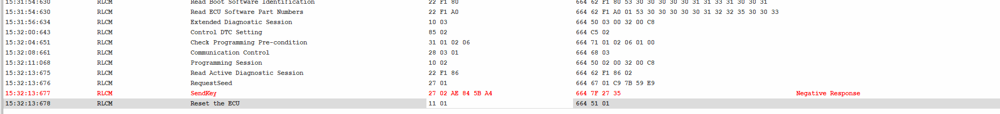 15:31:54:630 RLCM Read Boot Software Identification 22 F1 80 664 62 F1 80 53 30 30 30 30 30 31 31 33 31 30 30 31
15:31:54:630 RLCM Read ECU Software Part Numbers 22 F1 A0 664 62 F1 A0 01 53 30 30 30 30 31 32 32 35 30 30 33
15:31:56:634 RLCM Extended Diagnostic Session 10 03 664 50 03 00 32 00 C8
15:32:00:643 RLCM Control DTC Setting 85 02 664 C5 02
15:32:04:651 RLCM Check Programming Pre-condition 31 01 02 06 664 71 01 02 06 01 00
15:32:08:661 RLCM Communication Control 28 03 01 664 68 03
15:32:11:068 RLCM Programming Session 10 02 664 50 02 00 32 00 C8
15:32:13:675 RLCM Read Active Diagnostic Session 22 F1 86 664 62 F1 86 02
15:32:13:676 RLCM RequestSeed 27 01 664 67 01 C9 7B 59 E9
15:32:13:677 RLCM SendKey 27 02 AE 84 5B A4 664 7F 27 35 Negative Response
15:32:13:678 RLCM Reset the ECU 11 01 664 51 01